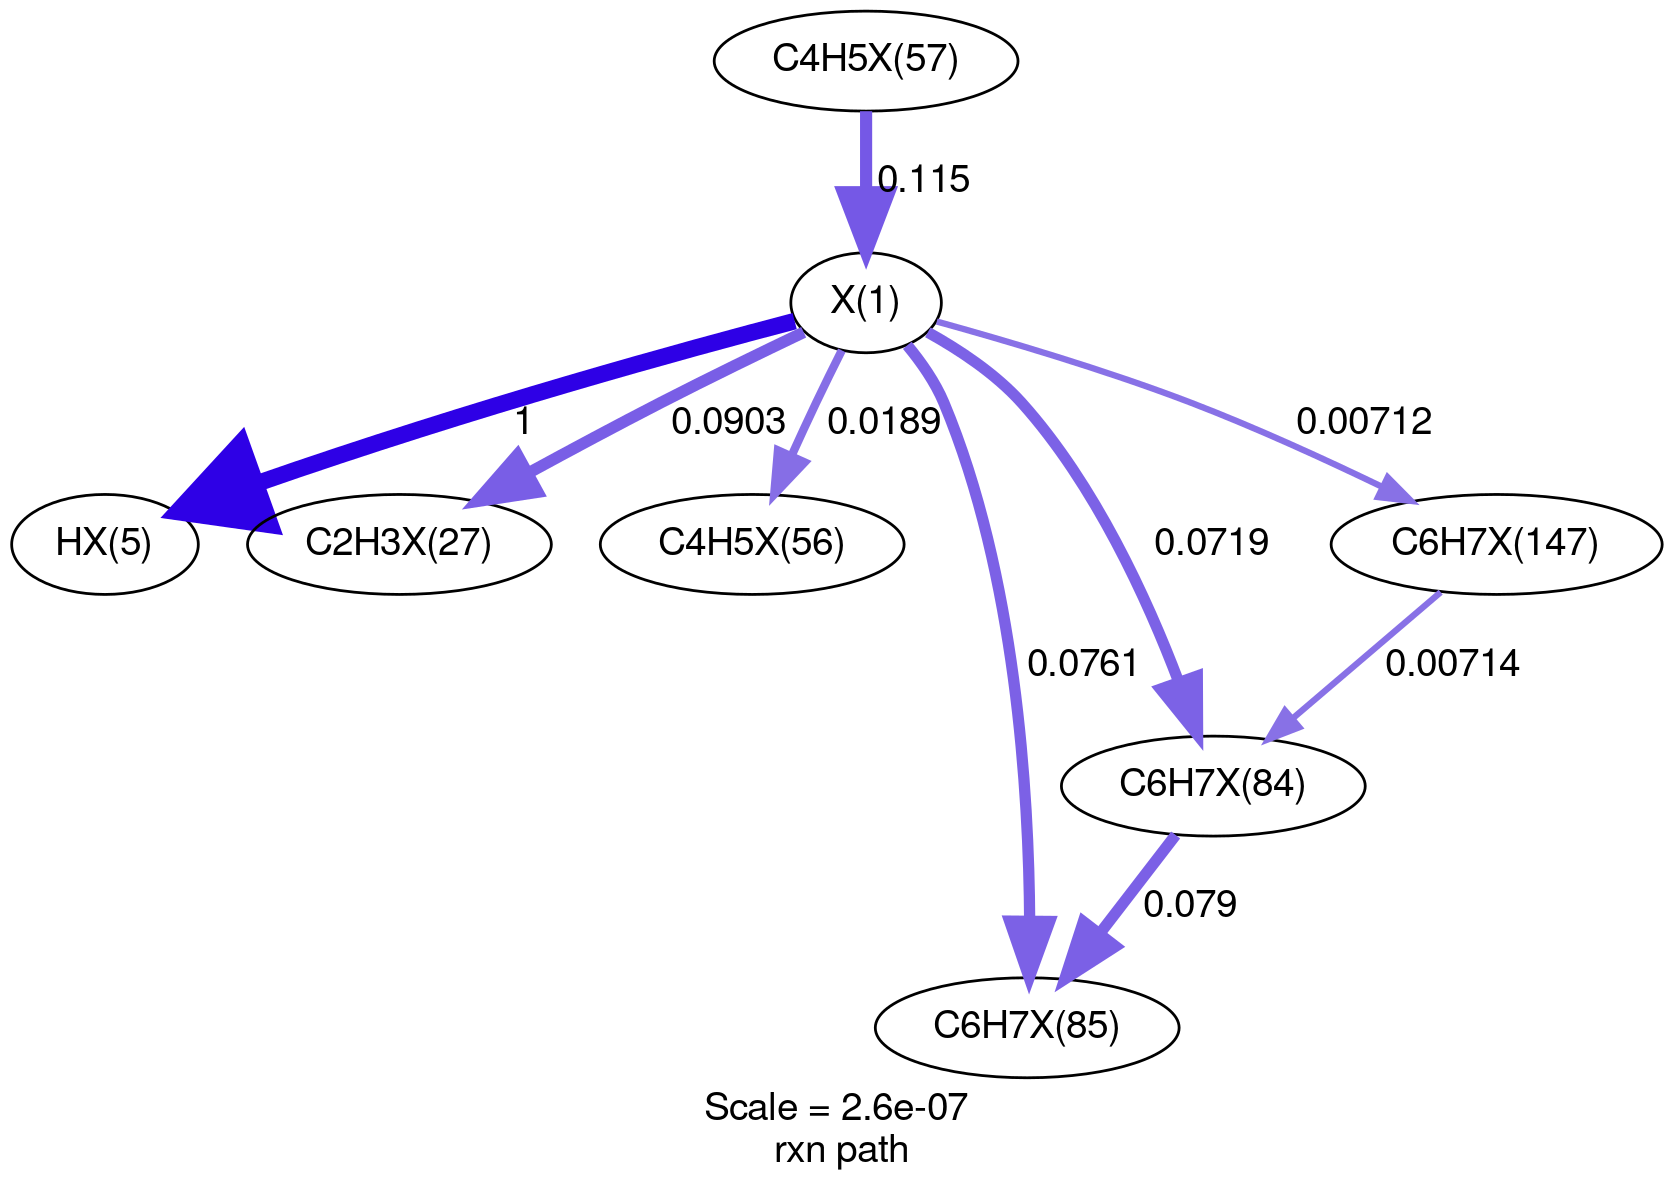 C4H5X(57)
0.115
X(1)
1
0.0903
0.0189
0.00712
HX(5)
C2H3X(27)
C4H5X(56)
0.0719
C6H7X(147)
0.0761
0.00714
C6H7X(84)
0.079
C6H7X(85)
Scale = 2.6e-07
rxn path